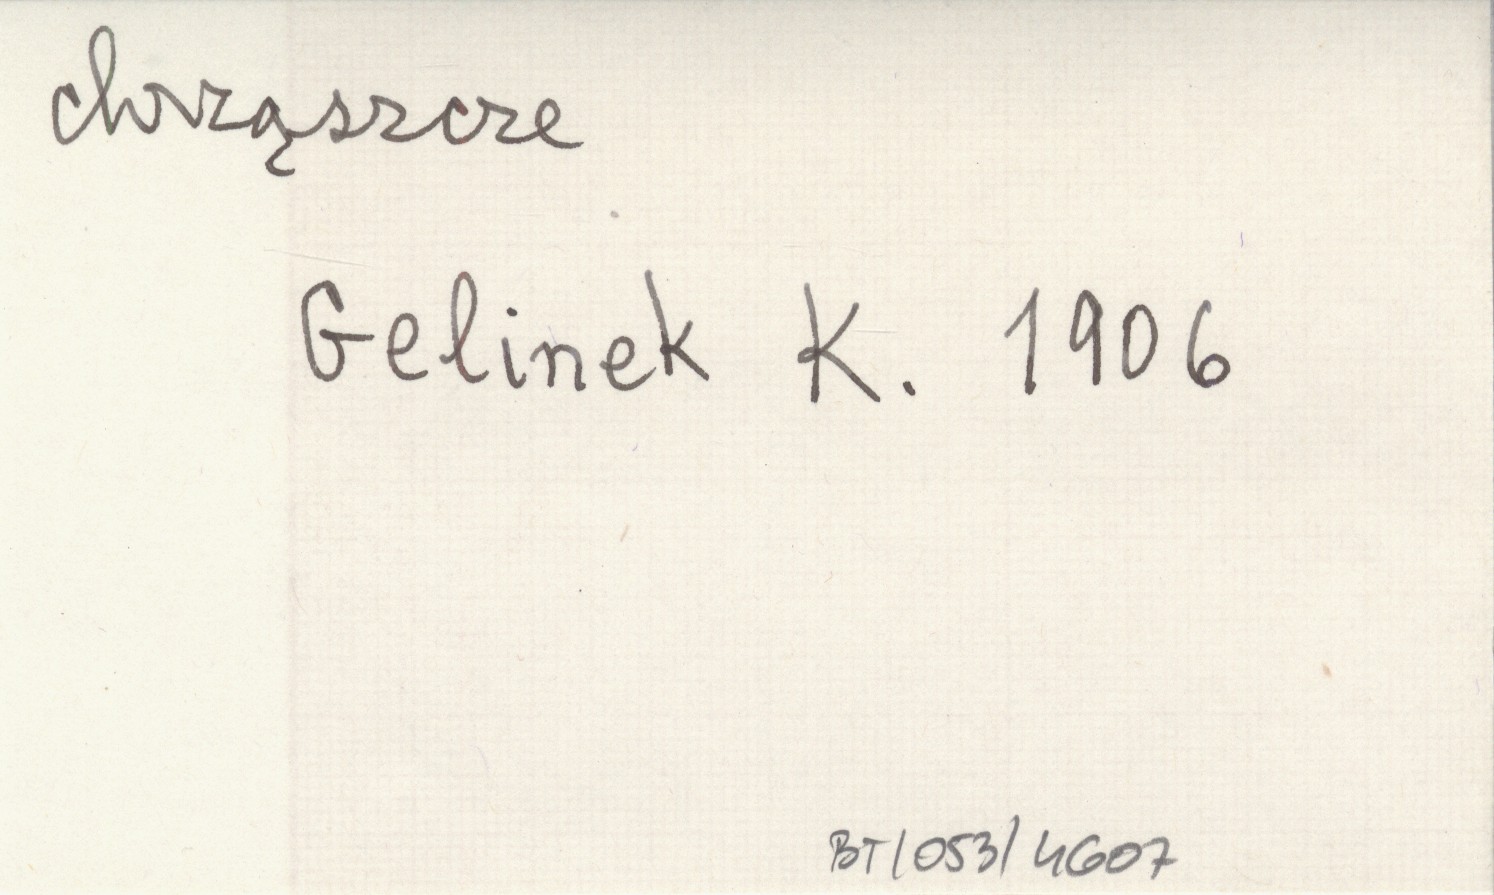 chrząszcze
Gelinek K. 1906
BT/053/4607